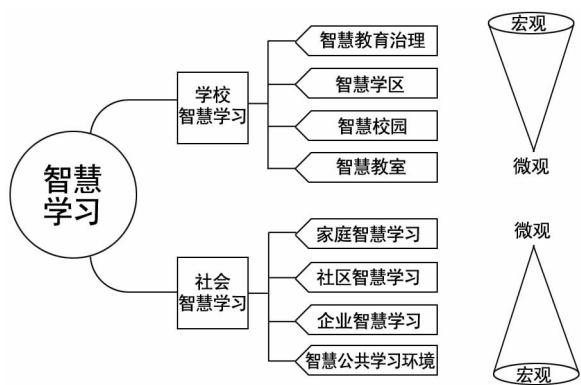 智慧
学习
学校
智慧学习
智慧教育治理
智慧学区
智慧校园
智慧教室
宏观
微观
社会
智慧学习
家庭智慧学习
社区智慧学习
企业智慧学习
智慧公共学习环境
微观
宏观